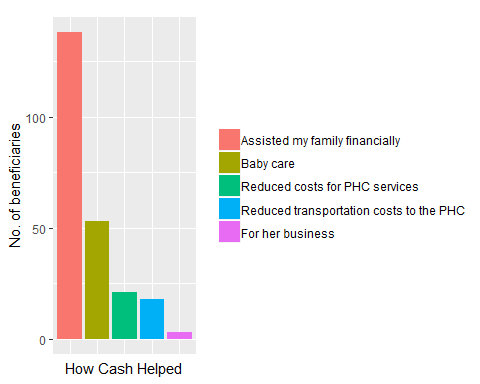 No. of beneficiaries
100
50
0
How Cash Helped
Assisted my family financially
Baby care
Reduced costs for PHC services
Reduced transportation costs to the PHC
For her business